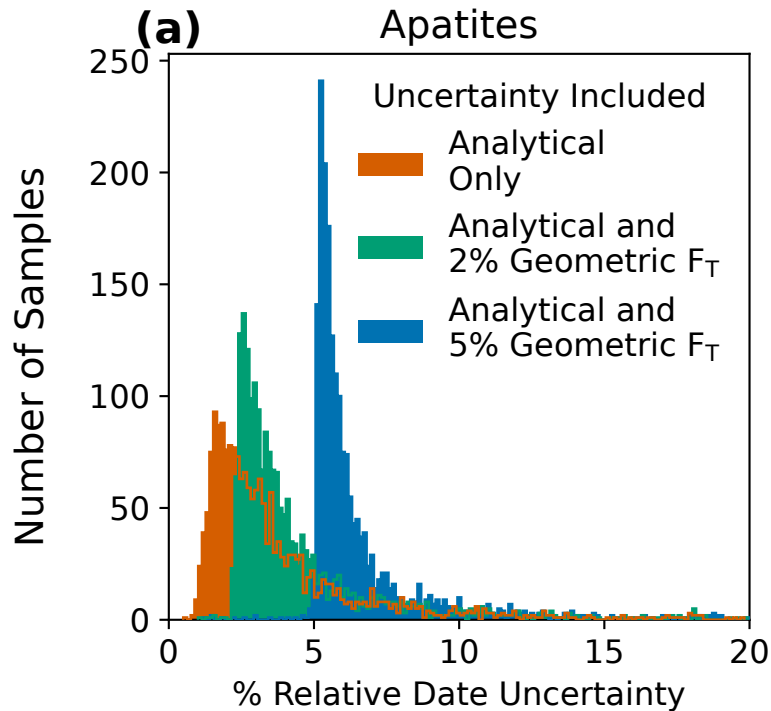 (a) Apatites
Uncertainty Included
Analytical
Only
Analytical and
2% Geometric F_T
Analytical and
5% Geometric F_T
Number of Samples
250
200
150
100
50
0
0 5 10 15 20
% Relative Date Uncertainty